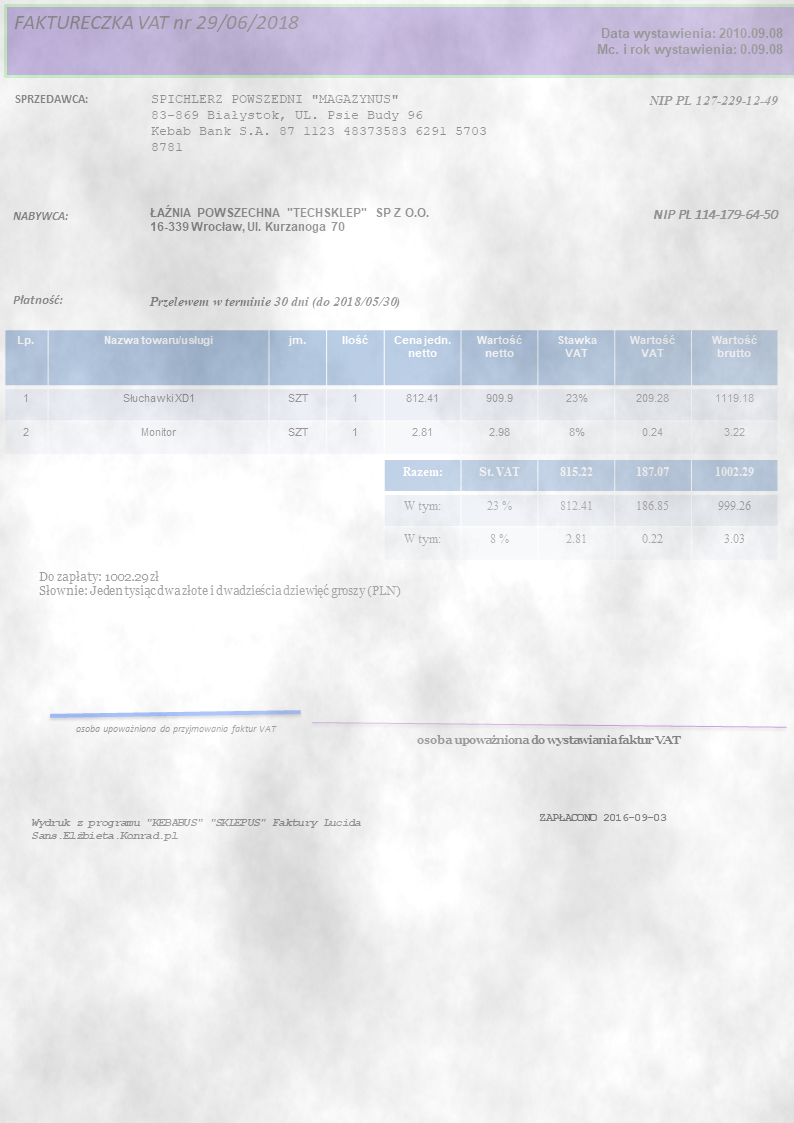 FAKTURECZKA VAT nr 29/06/2018
Data wystawienia: 2010.09.08
Mc. i rok wystawienia: 0.09.08
SPRZEDAWCA:
SPICHLERZ POWSZEDNI "MAGAZYNUS"
83-869 Białystok, UL. Psie Budy 96
Kebab Bank S.A. 87 1123 48373583 6291 5703
8781
NIP PL 127-229-12-49
NABYWCA:
ŁAŹNIA POWSZECHNA "TECHSKLEP" SP Z O.O.
16-339 Wrocław, Ul. Kurzanoga 70
NIP PL 114-179-64-50
Płatność:
Przelewem w terminie 30 dni (do 2018/05/30)
Lp. Nazwa towaru/usługi jm. Ilość Cena jedn. netto Wartość netto Stawka VAT Wartość VAT Wartość brutto
1 Słuchawki XD1 SZT 1 812.41 909.9 23% 209.28 1119.18
2 Monitor SZT 1 2.81 2.98 8% 0.24 3.22
Razem: St. VAT 815.22 187.07 1002.29
W tym: 23 % 812.41 186.85 999.26
W tym: 8 % 2.81 0.22 3.03
Do zapłaty: 1002.29 zł
Słownie: Jeden tysiąc dwa złote i dwadzieścia dziewięć groszy (PLN)
osoba upoważniona do przyjmowania faktur VAT
osoba upoważniona do wystawiania faktur VAT
Wydruk z programu "KEBABUS" "SKLEPUS" Faktury Lucida
Sans.Elżbieta.Konrad.pl
ZAPŁACONO 2016-09-03